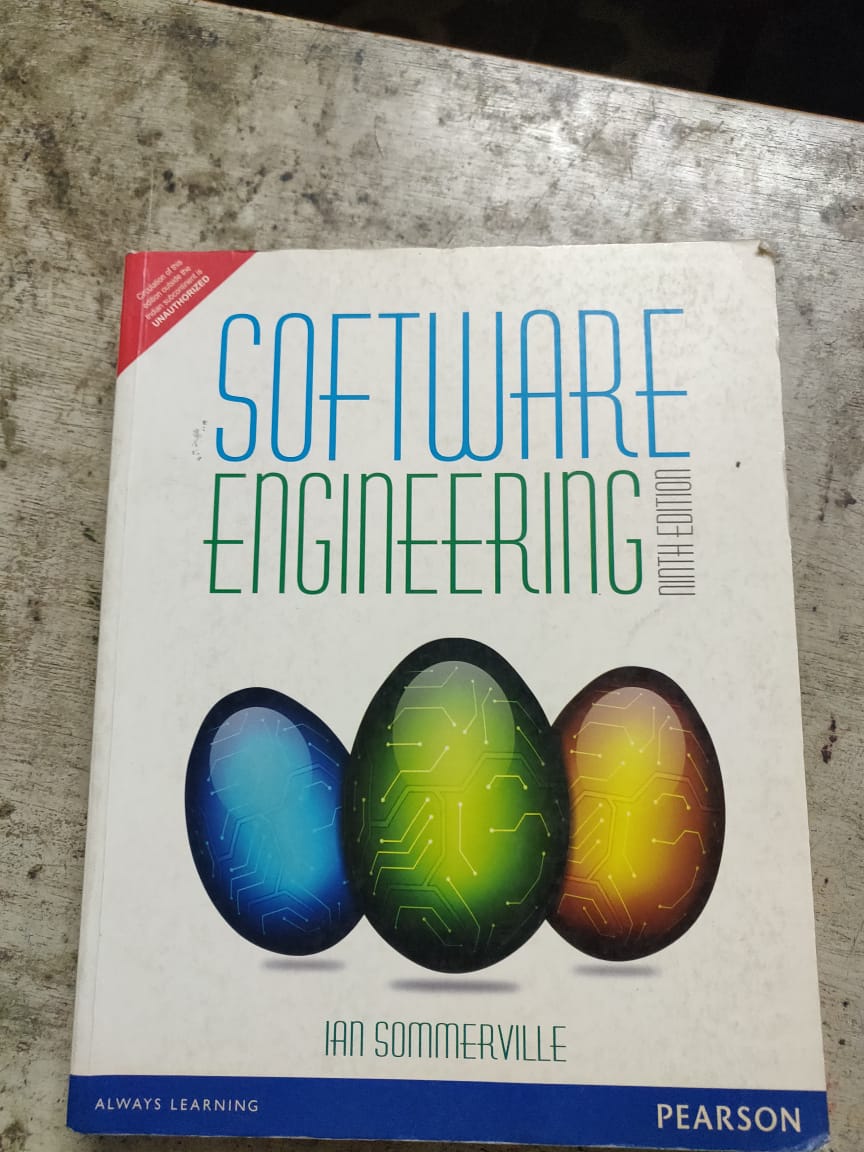 Circulation of this
edition outside the
Indian subcontinent is
UNAUTHORIZED
SOFTWARE
ENGINEERING
NINTH EDITION
IAN SOMMERVILLE
ALWAYS LEARNING
PEARSON